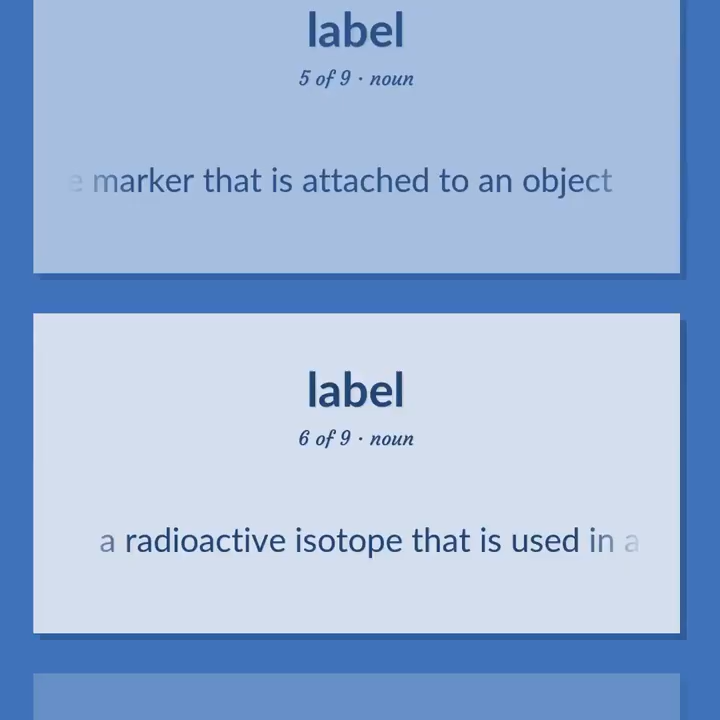 label
5 of 9 · noun
e marker that is attached to an object
label
6 of 9 · noun
a radioactive isotope that is used in a